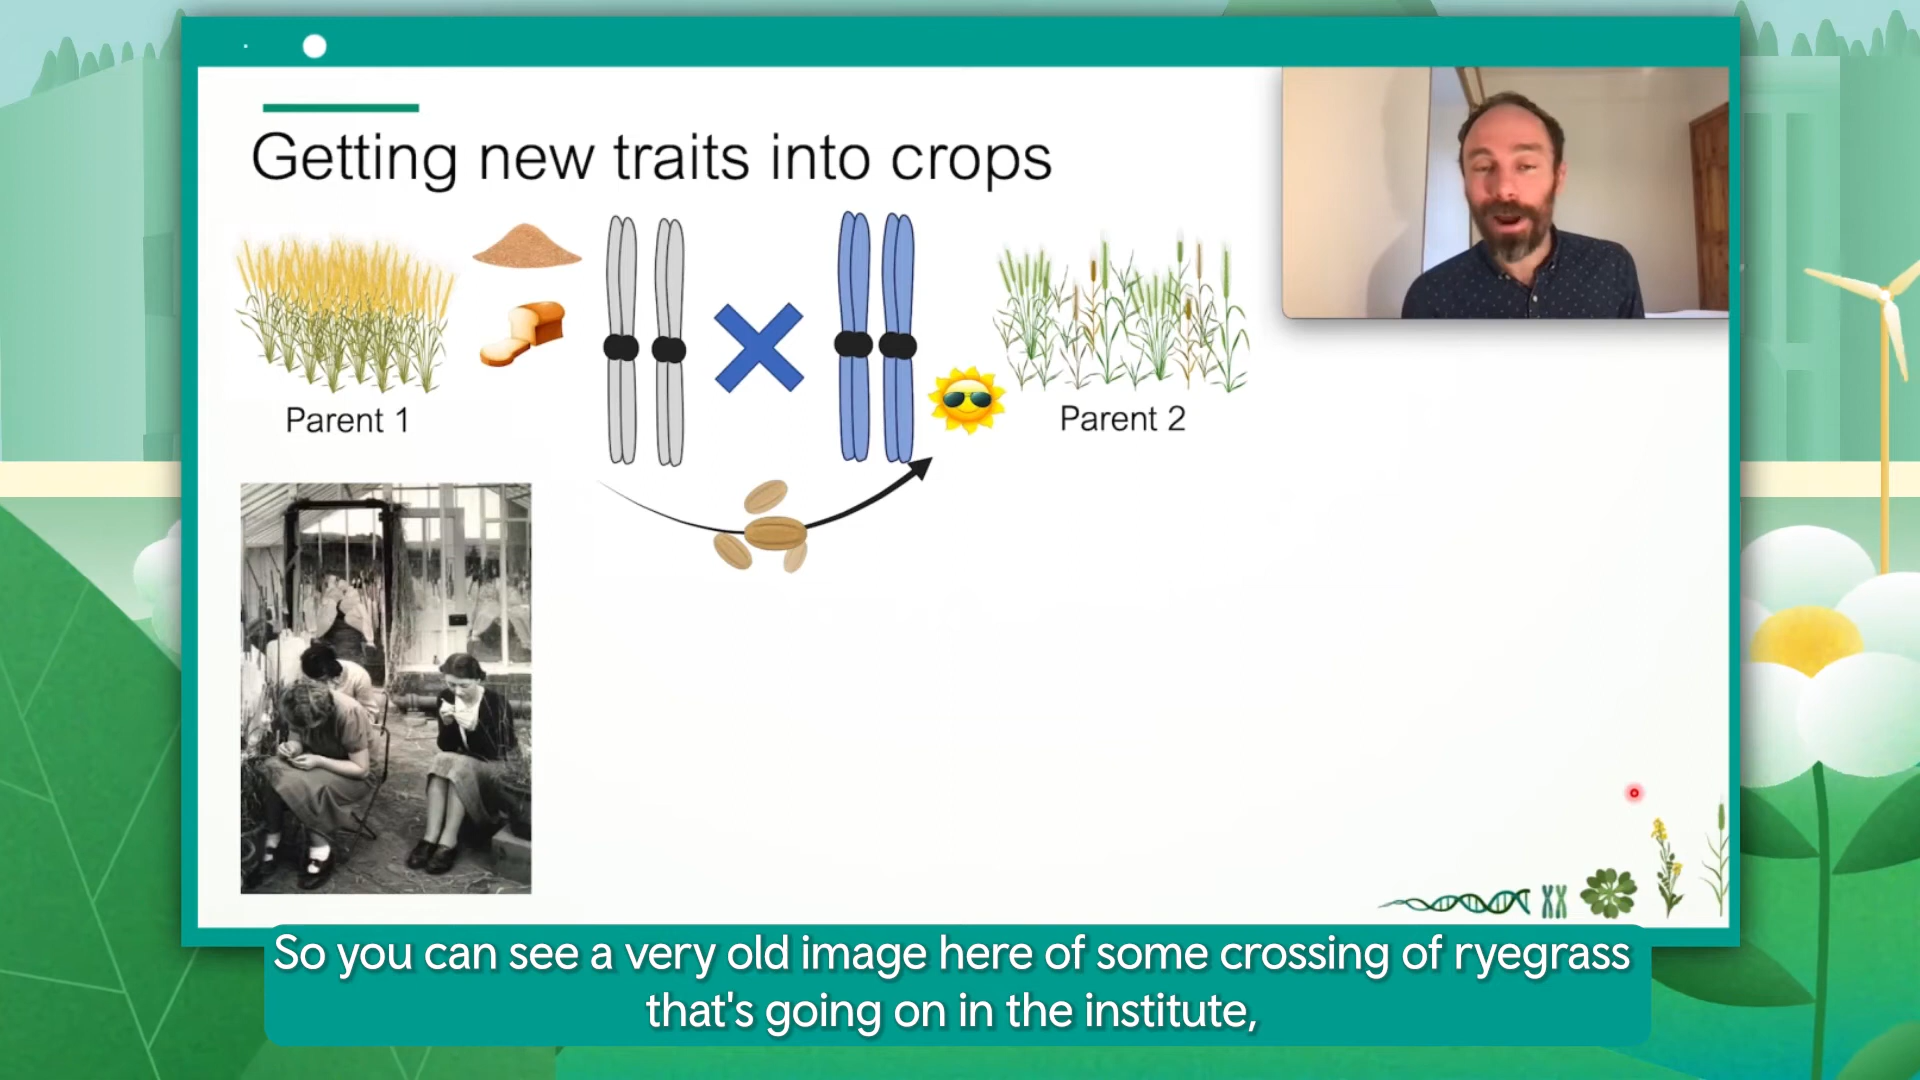 Getting new traits into crops
Parent 1
Parent 2
So you can see a very old image here of some crossing of ryegrass
that's going on in the institute,